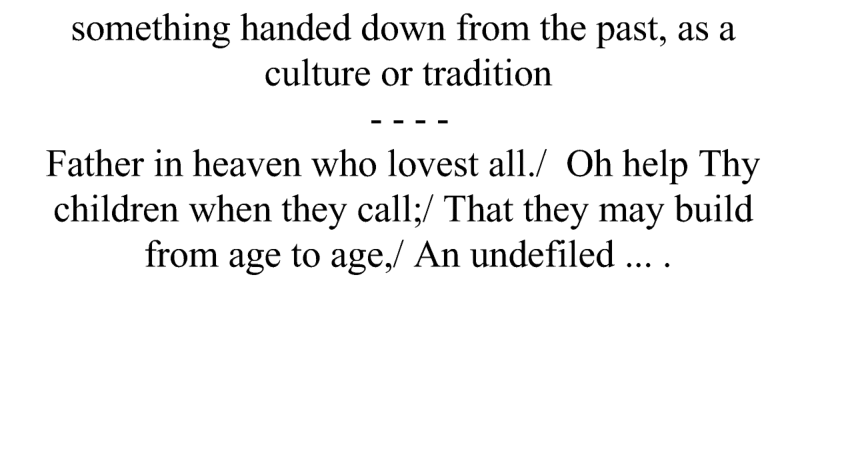 something handed down from the past, as a
culture or tradition
- - - -
Father in heaven who lovest all./  Oh help Thy
children when they call;/ That they may build
from age to age,/ An undefiled ... .